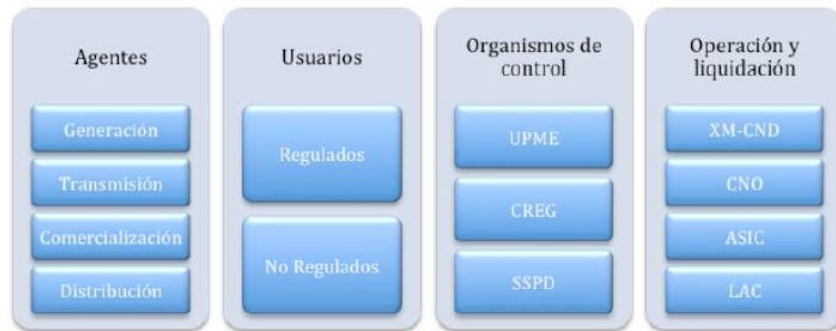 Agentes
Generación
Transmisión
Comercialización
Distribución
Usuarios
Regulados
No Regulados
Organismos de
control
UPME
CREG
SSPD
Operación y
liquidación
XM-CND
CNO
ASIC
LAC